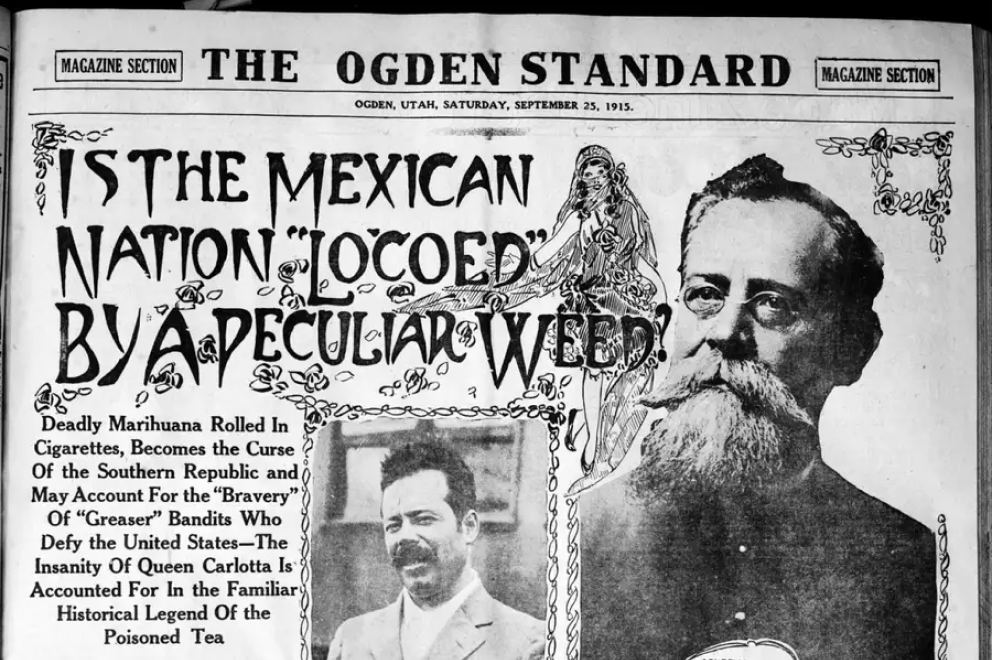 MAGAZINE SECTION
THE OGDEN STANDARD
MAGAZINE SECTION
OGDEN, UTAH, SATURDAY, SEPTEMBER 25, 1915.
IS THE MEXICAN
NATION "LOCOED"
BY A PECULIAR WEED?
Deadly Marihuana Rolled In
Cigarettes, Becomes the Curse
Of the Southern Republic and
May Account For the "Bravery"
Of "Greaser" Bandits Who
Defy the United States—The
Insanity Of Queen Carlotta Is
Accounted For In the Familiar
Historical Legend Of the
Poisoned Tea